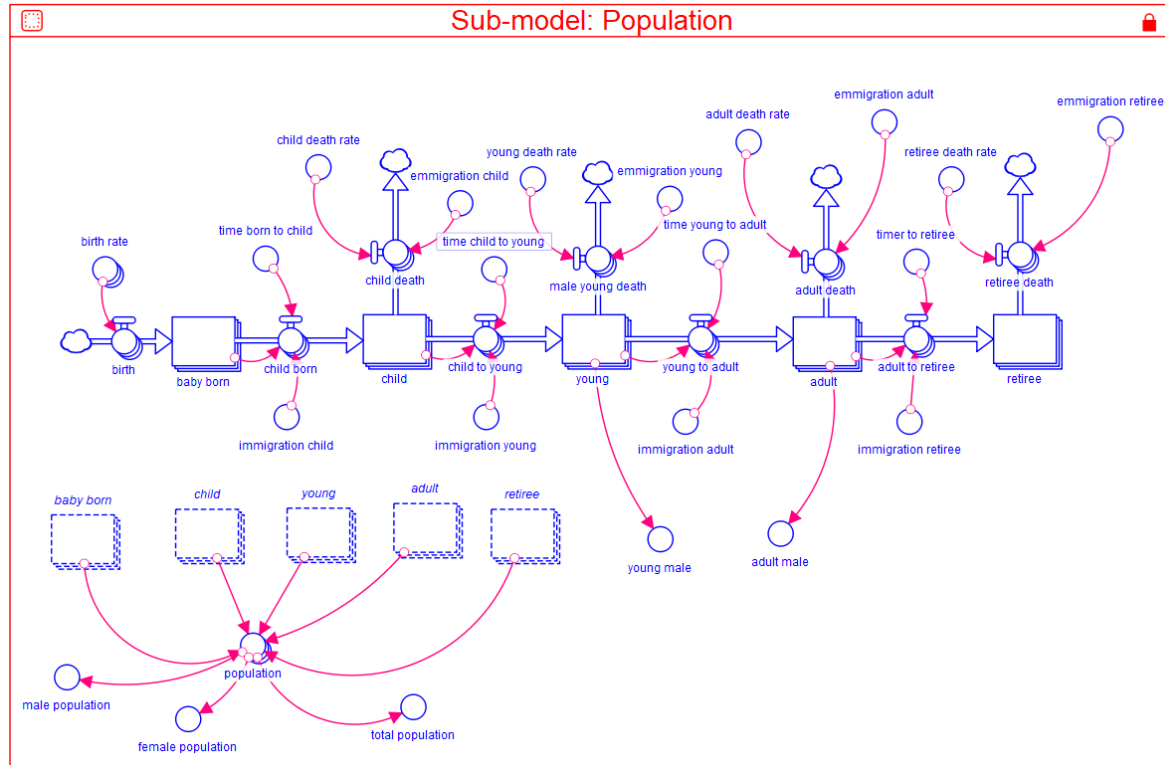 Sub-model: Population
emmigration adult
emmigration retiree
adult death rate
child death rate
young death rate
retiree death rate
emmigration child
emmigration young
time born to child
time child to young
time young to adult
timer to retiree
birth rate
child death
male young death
adult death
retiree death
birth
baby born
child born
child
child to young
young
young to adult
adult
adult to retiree
retiree
immigration child
immigration young
immigration adult
immigration retiree
baby born
child
young
adult
retiree
young male
adult male
population
male population
female population
total population